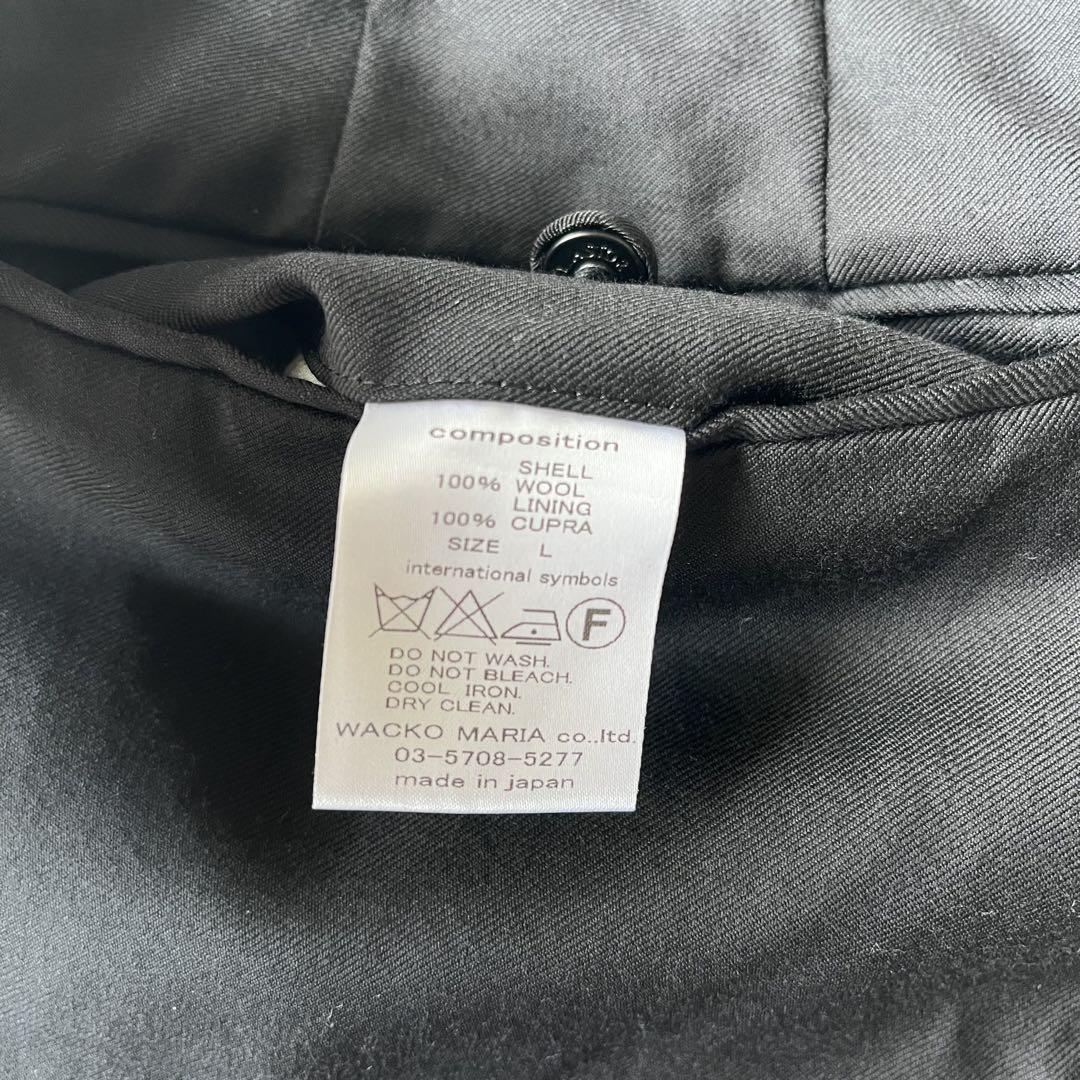 composition
SHELL
100% WOOL
LINING
100% CUPRA
SIZE L
international symbols
F
DO NOT WASH.
DO NOT BLEACH.
COOL IRON.
DRY CLEAN.
WACKO MARIA co.,ltd.
03-5708-5277
made in japan